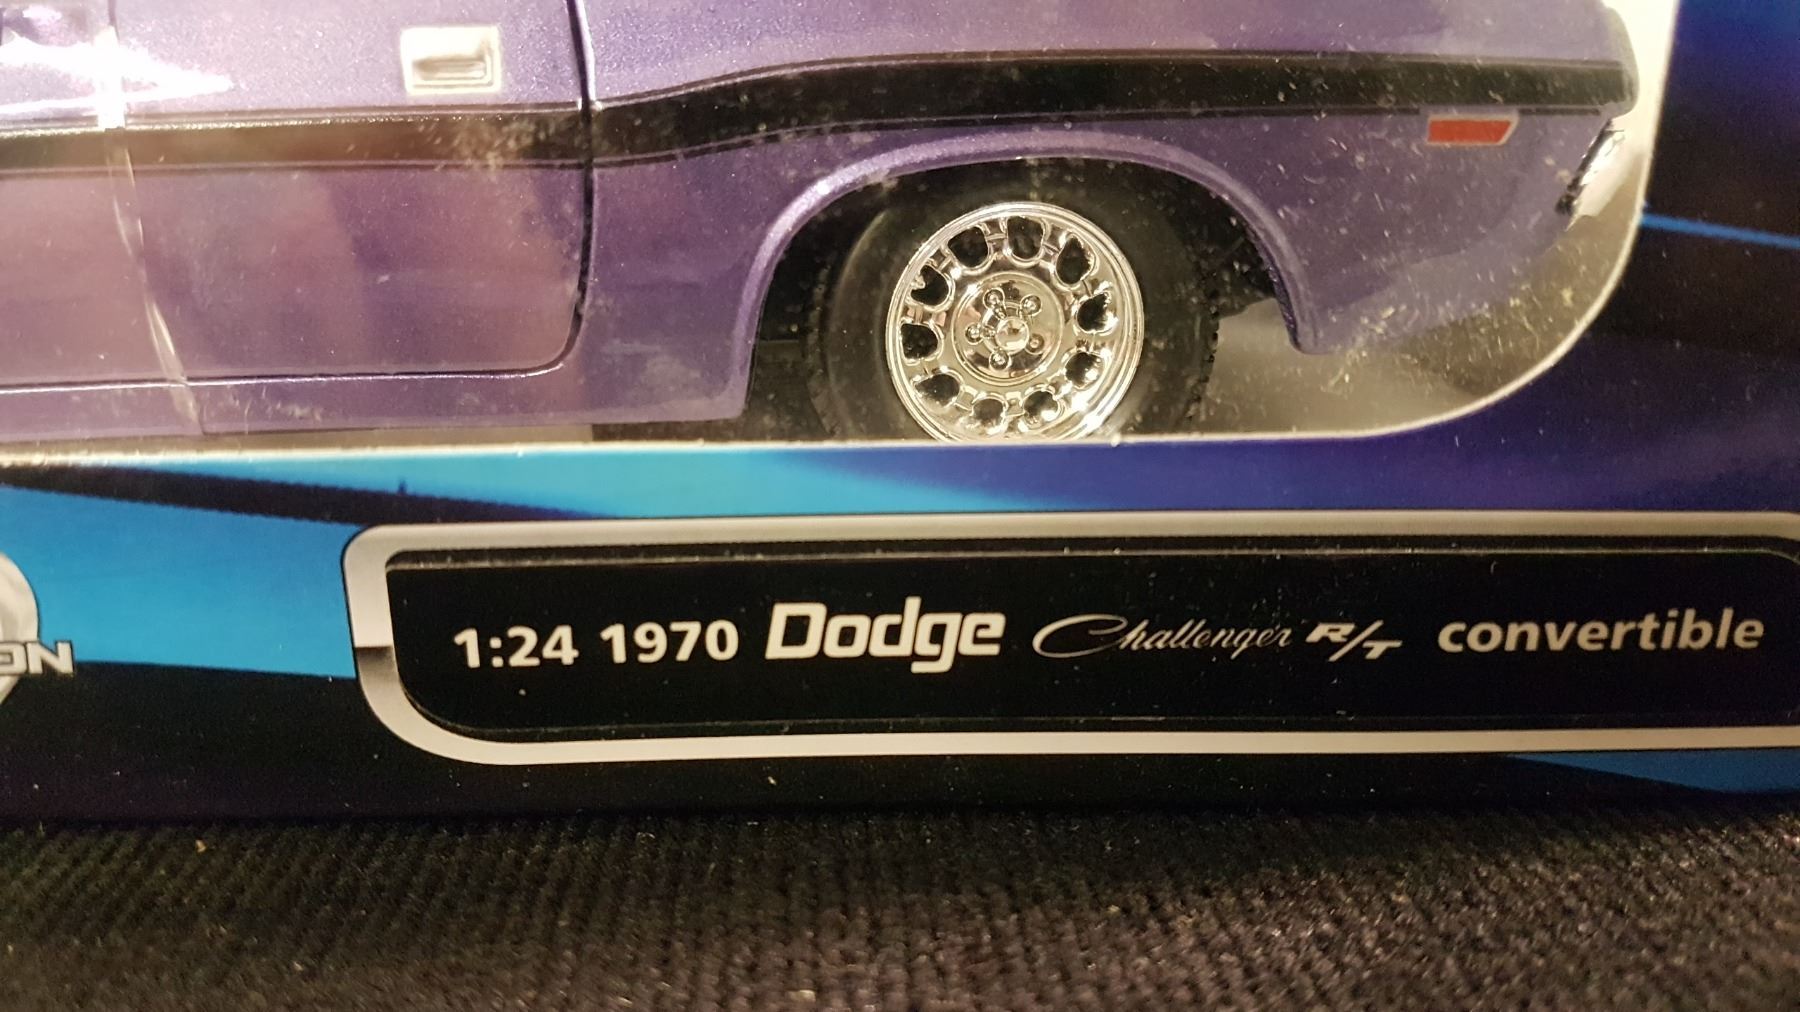 1:24 1970 Dodge Challenger R/T convertible